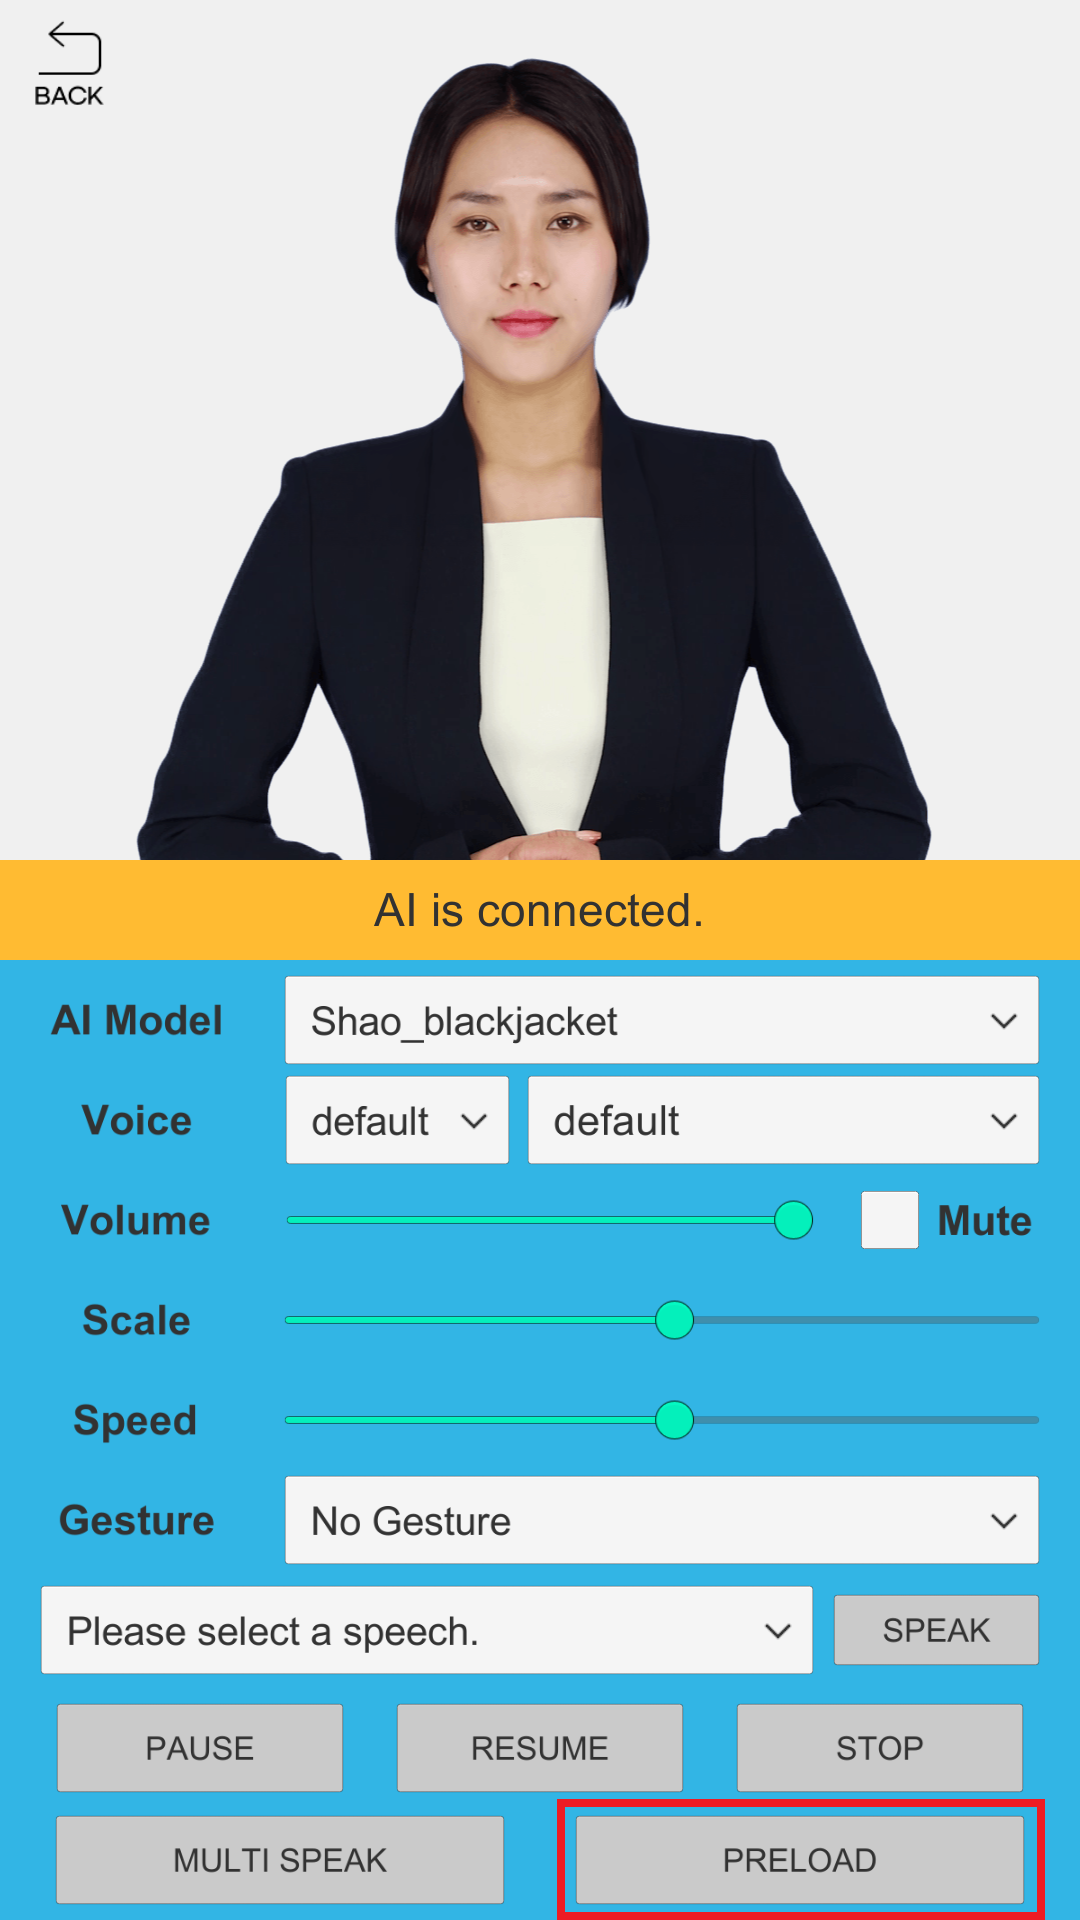 BACK
AI is connected.
AI Model
Shao_blackjacket
Voice
default
default
Volume
Mute
Scale
Speed
Gesture
No Gesture
Please select a speech.
SPEAK
PAUSE
RESUME
STOP
MULTI SPEAK
PRELOAD